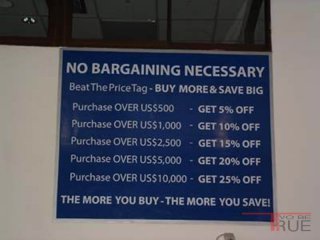 NO BARGAINING NECESSARY
Beat The Price Tag - BUY MORE & SAVE BIG
Purchase OVER US$500 - GET 5% OFF
Purchase OVER US$1,000 - GET 10% OFF
Purchase OVER US$2,500 - GET 15% OFF
Purchase OVER US$5,000 - GET 20% OFF
Purchase OVER US$10,000 - GET 25% OFF
THE MORE YOU BUY - THE MORE YOU SAVE!
VO BE
RUE